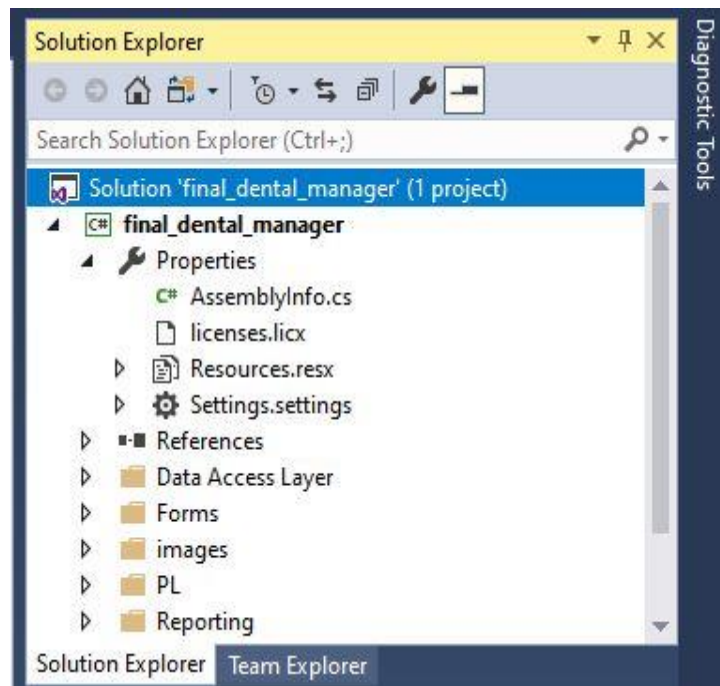 Solution Explorer
Search Solution Explorer (Ctrl+;)
Solution 'final_dental_manager' (1 project)
C# final_dental_manager
Properties
C# AssemblyInfo.cs
licenses.licx
Resources.resx
Settings.settings
References
Data Access Layer
Forms
images
PL
Reporting
Solution Explorer Team Explorer
Diagnostic Tools